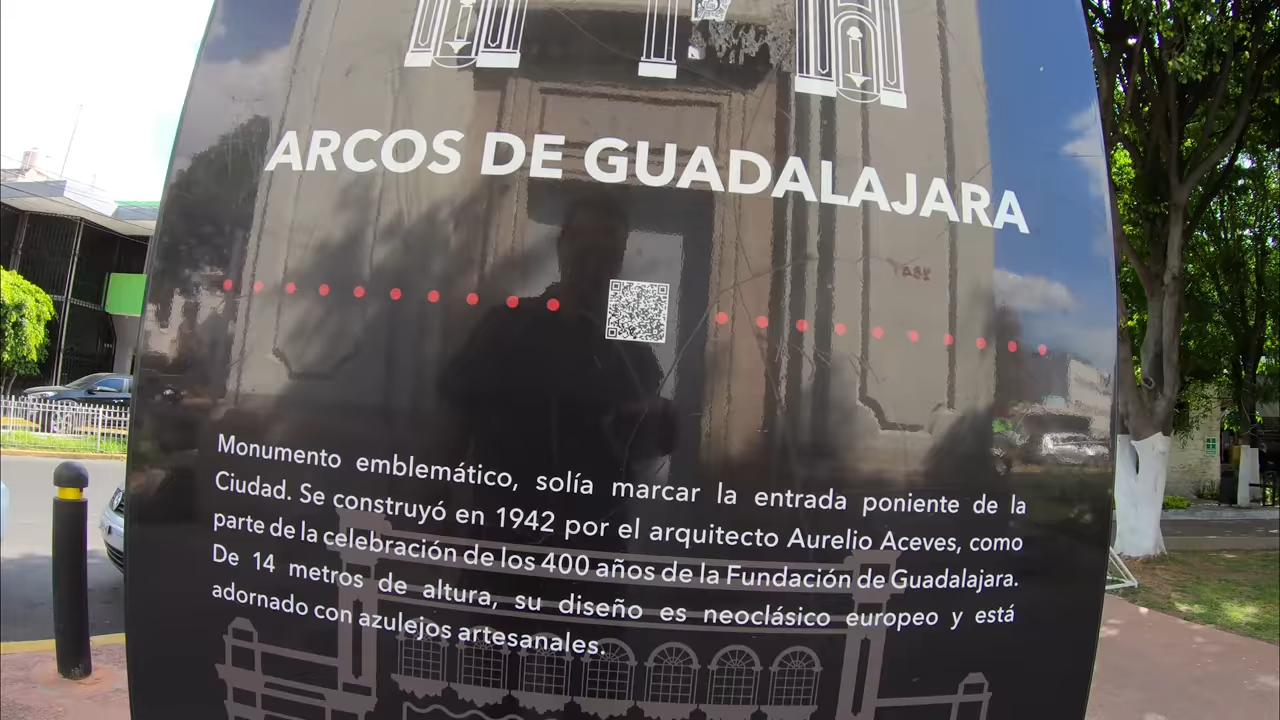 ARCOS DE GUADALAJARA
Monumento emblemático, solía marcar la entrada poniente de la
Ciudad. Se construyó en 1942 por el arquitecto Aurelio Aceves, como
parte de la celebración de los 400 años de la Fundación de Guadalajara.
De 14 metros de altura, su diseño es neoclásico europeo y está
adornado con azulejos artesanales.